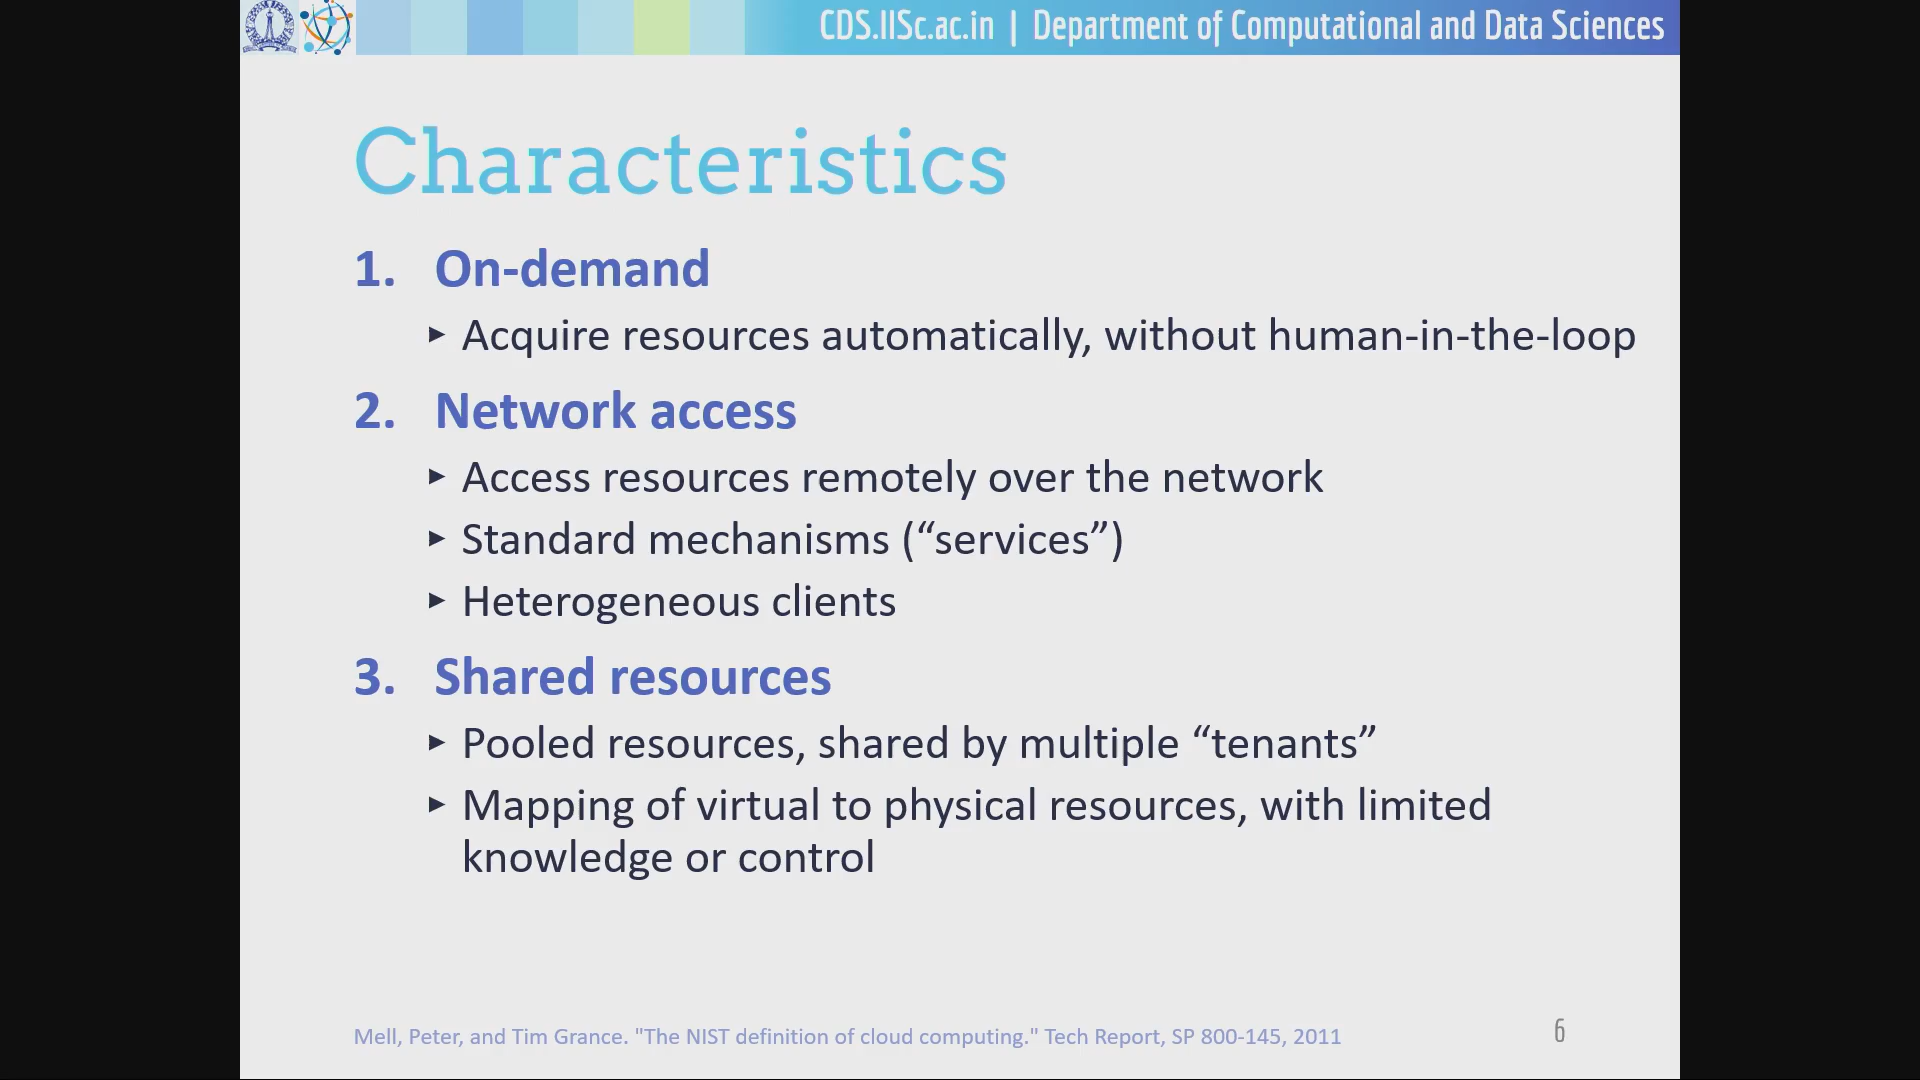 CDS.IISc.ac.in | Department of Computational and Data Sciences
Characteristics
1. On-demand
▸ Acquire resources automatically, without human-in-the-loop
2. Network access
▸ Access resources remotely over the network
▸ Standard mechanisms (“services”)
▸ Heterogeneous clients
3. Shared resources
▸ Pooled resources, shared by multiple “tenants”
▸ Mapping of virtual to physical resources, with limited
knowledge or control
Mell, Peter, and Tim Grance. "The NIST definition of cloud computing." Tech Report, SP 800-145, 2011
6